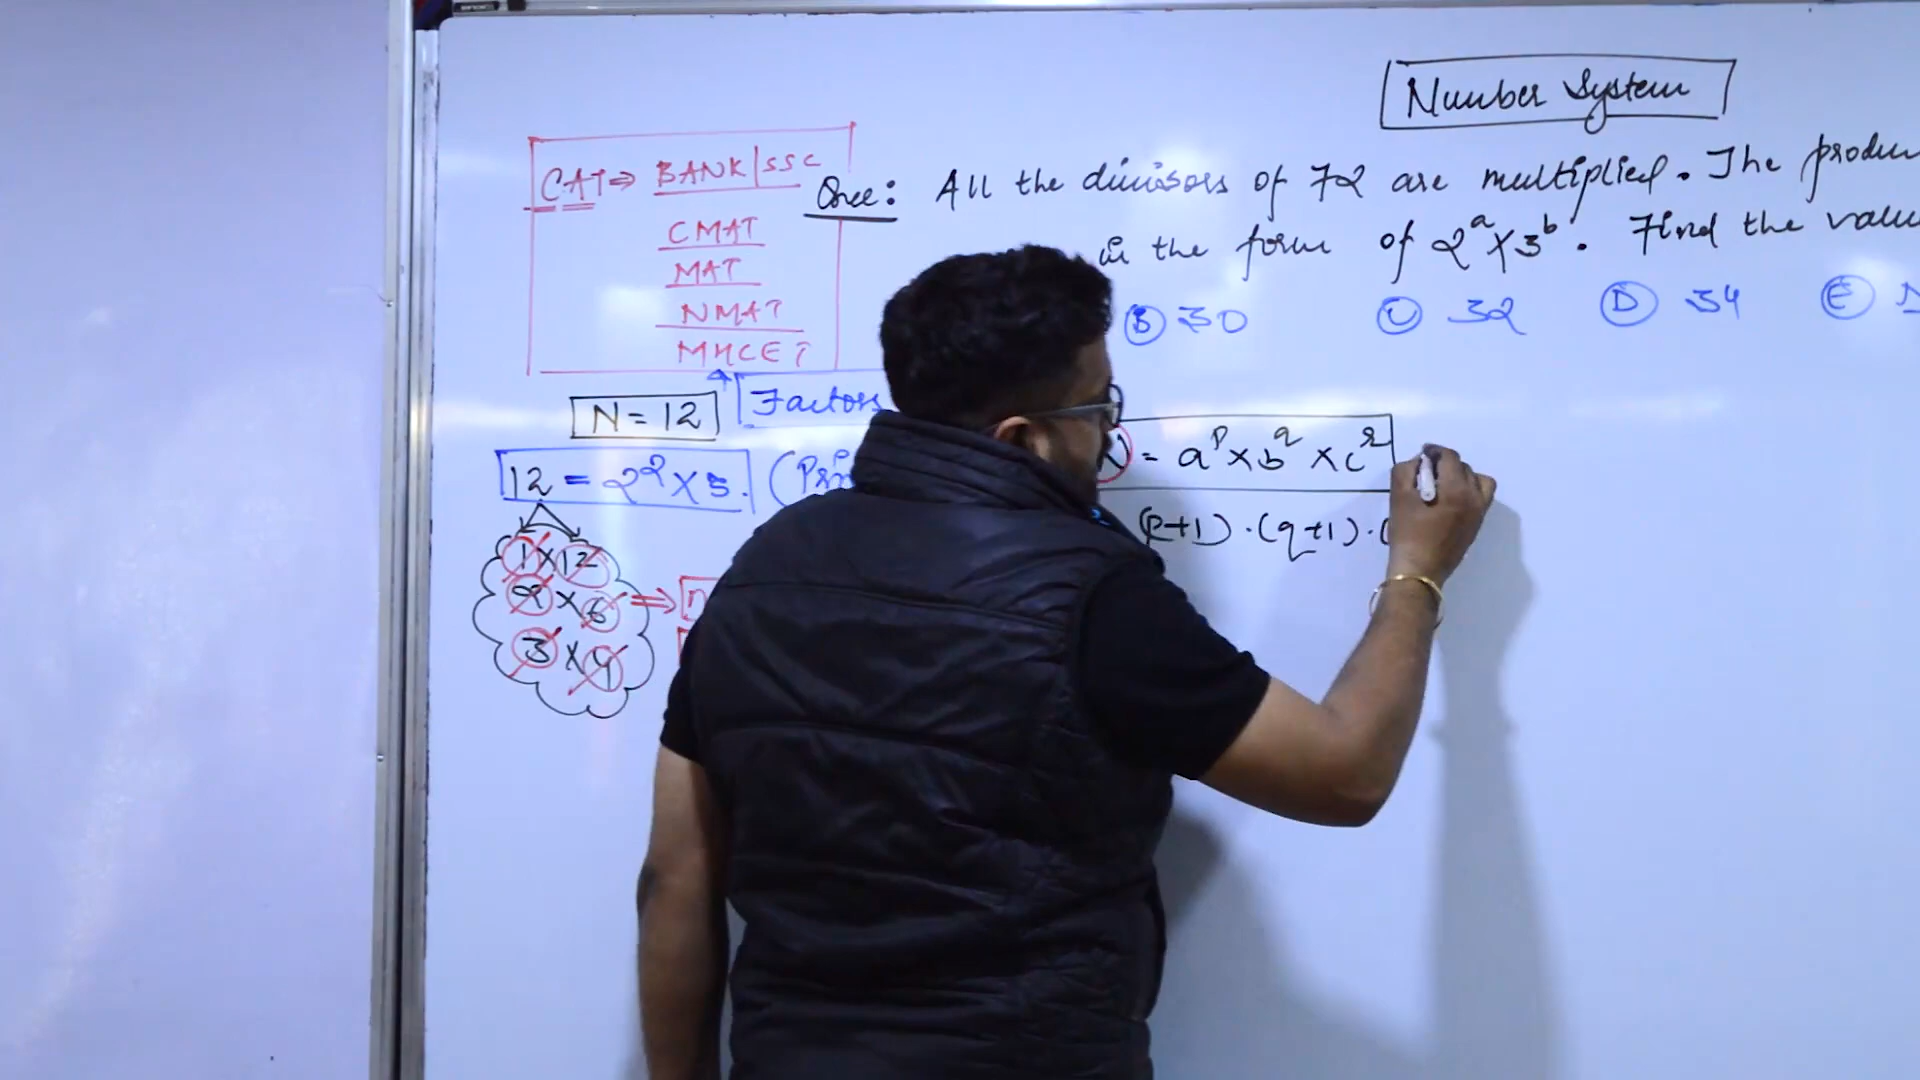 Number System
CAT ⇒ BANK/SSC
CMAT
MAT
NMAT
MHCET
Que: All the divisors of 72 are multiplied. The
in the form of 2^a × 3^b. Find the
B 30 C 32 D 34 E
N = 12
Factors
12 = 2^2 × 3.
= a^p × b^q × c^r
(p+1) · (q+1) · (
1 × 12
2 × 6 ⇒ n
3 × 4